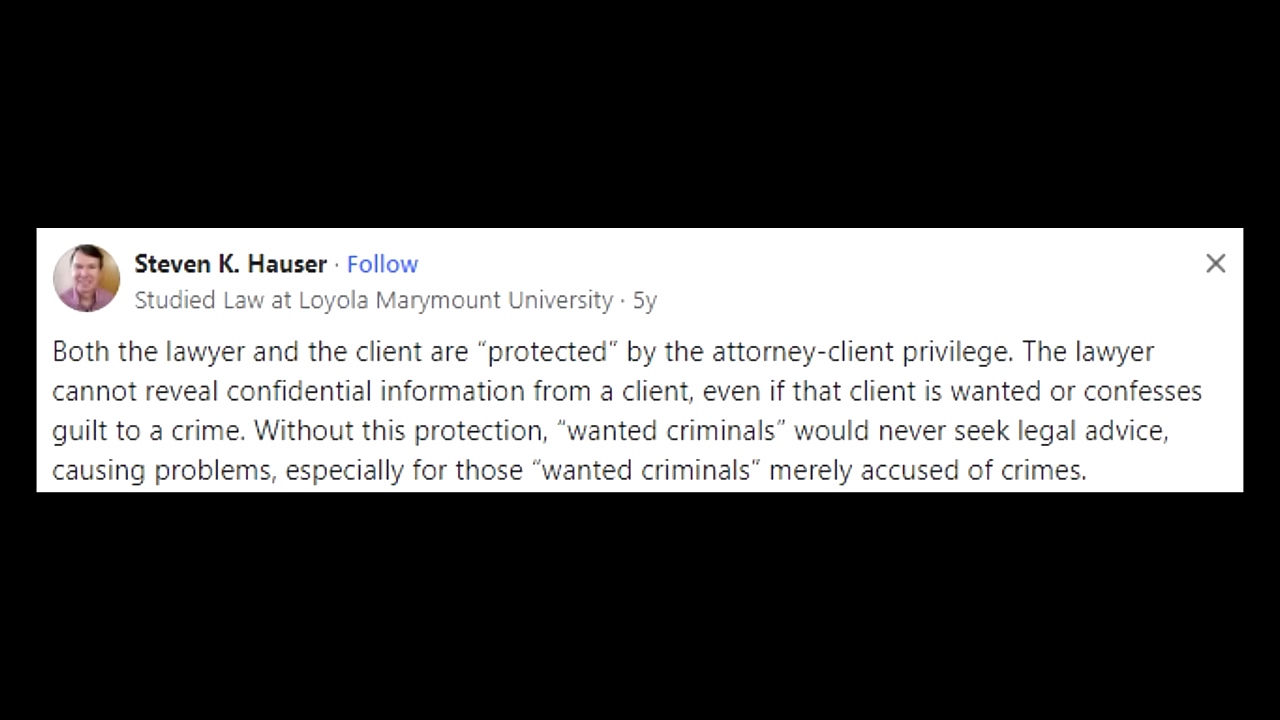 Steven K. Hauser · Follow
Studied Law at Loyola Marymount University · 5y
Both the lawyer and the client are “protected” by the attorney-client privilege. The lawyer
cannot reveal confidential information from a client, even if that client is wanted or confesses
guilt to a crime. Without this protection, “wanted criminals” would never seek legal advice,
causing problems, especially for those “wanted criminals” merely accused of crimes.